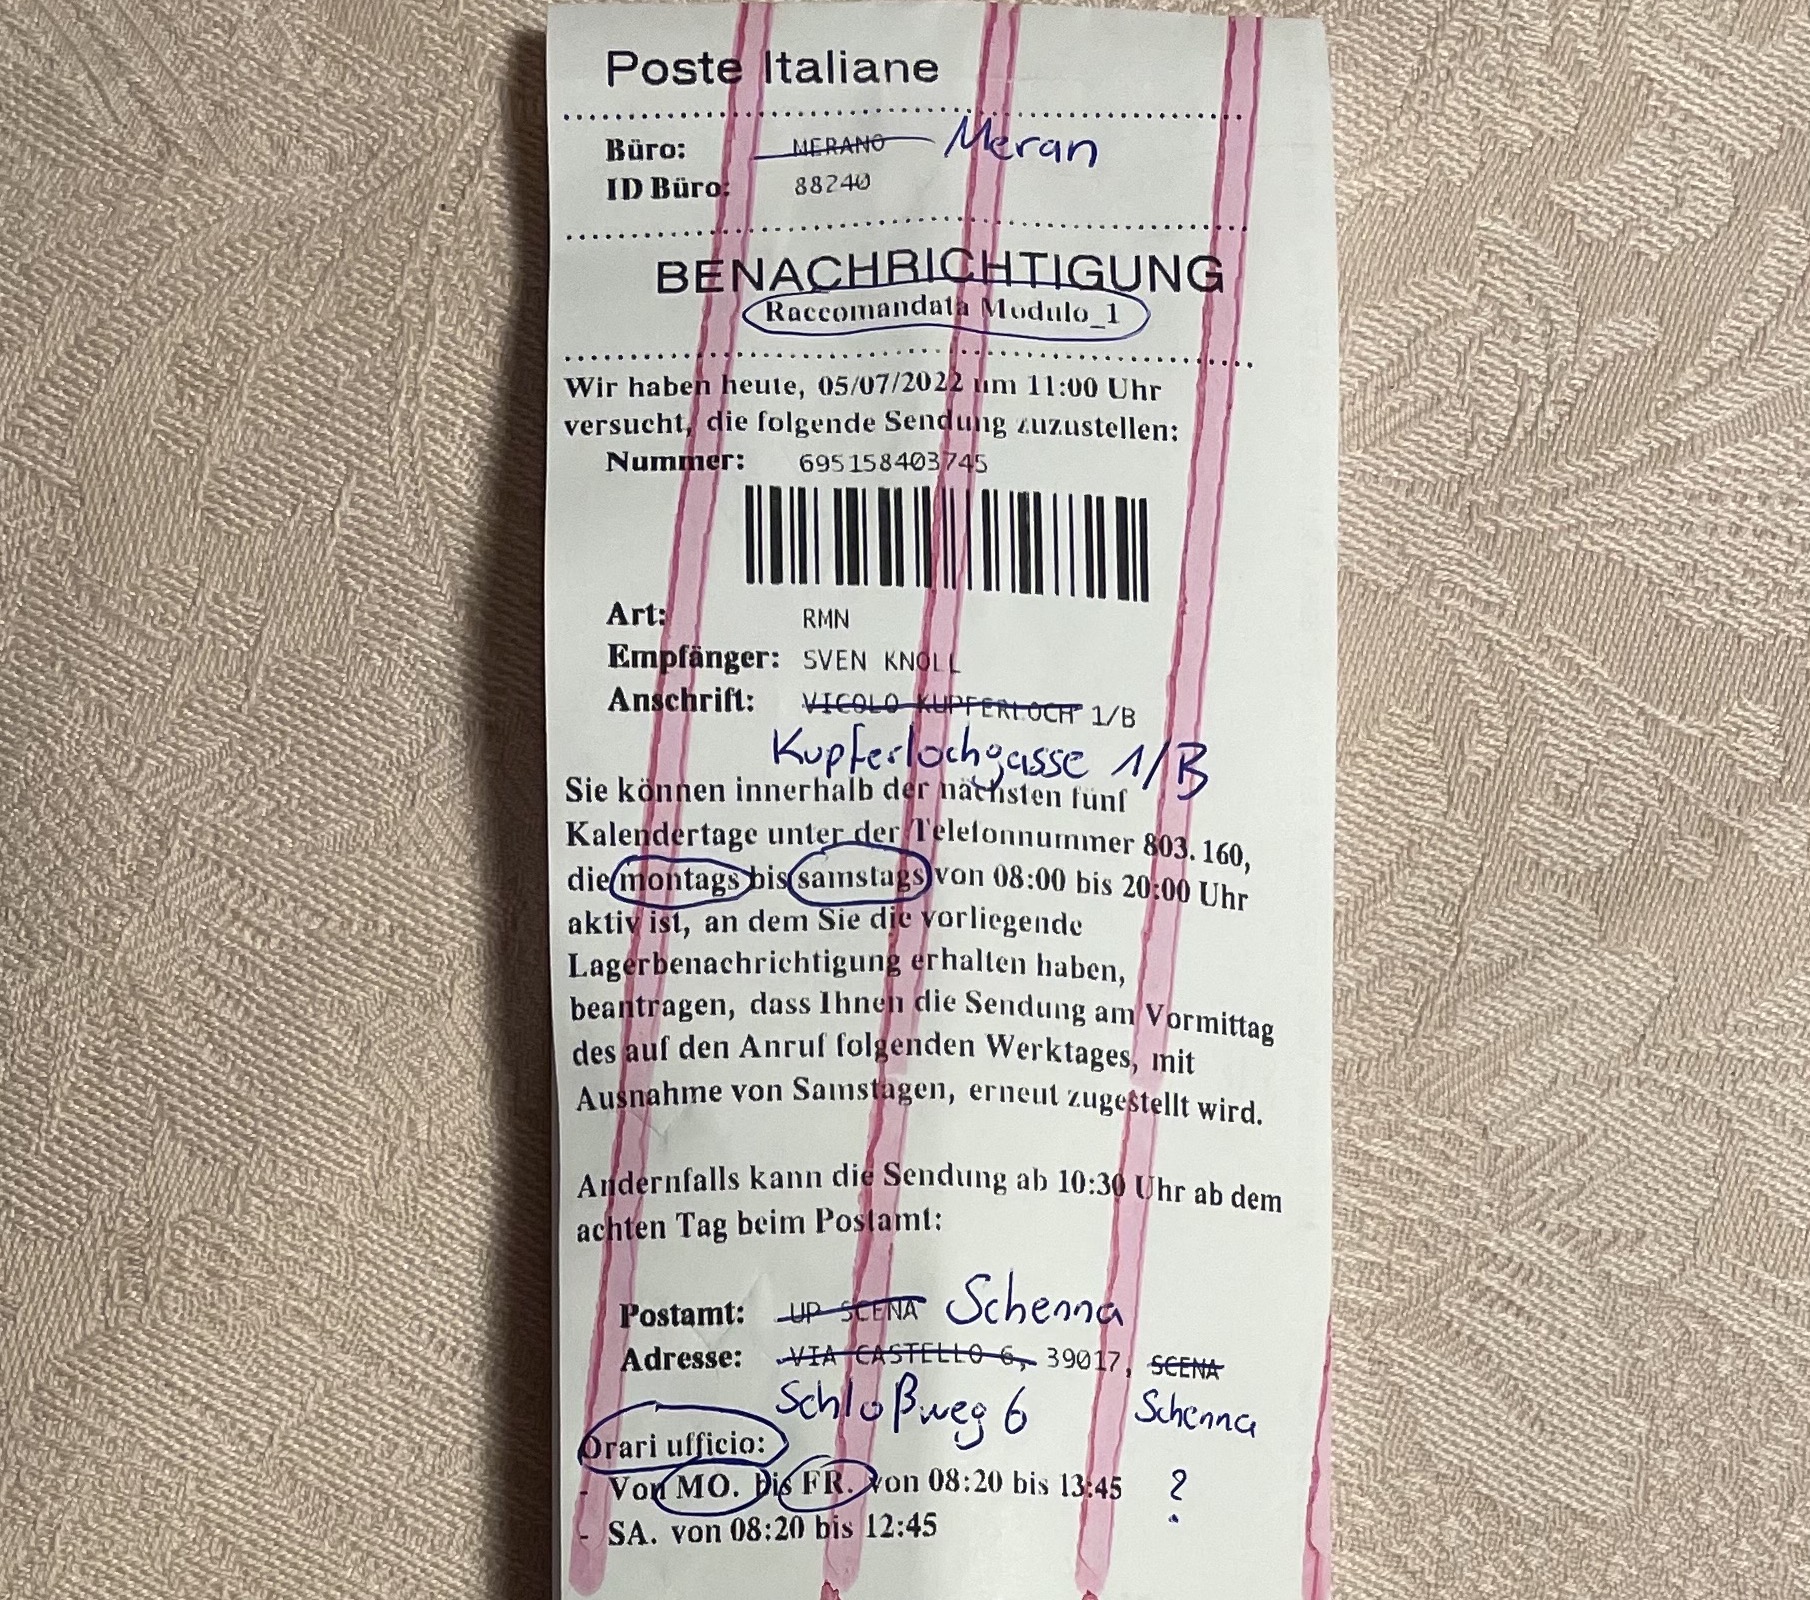 Poste Italiane
Büro: MERANO Meran
ID Büro: 88240
BENACHRICHTIGUNG
Raccomandata Modulo_1
Wir haben heute, 05/07/2022 um 11:00 Uhr
versucht, die folgende Sendung zuzustellen:
Nummer: 695158403745
Art: RMN
Empfänger: SVEN KNOLL
Anschrift: VICOLO KUPFERLOCH 1/B
Kupferlochgasse 1/B
Sie können innerhalb der nächsten fünf
Kalendertage unter der Telefonnummer 803.160,
die montags bis samstags von 08:00 bis 20:00 Uhr
aktiv ist, an dem Sie die vorliegende
Lagerbenachrichtigung erhalten haben,
beantragen, dass Ihnen die Sendung am Vormittag
des auf den Anruf folgenden Werktages, mit
Ausnahme von Samstagen, erneut zugestellt wird.
Andernfalls kann die Sendung ab 10:30 Uhr ab dem
achten Tag beim Postamt:
Postamt: UP SCENA Schenna
Adresse: VIA CASTELLO 6, 39017, SCENA
Schloßweg 6 Schenna
Orari ufficio:
- Von MO. bis FR. von 08:20 bis 13:45 ?
- SA. von 08:20 bis 12:45